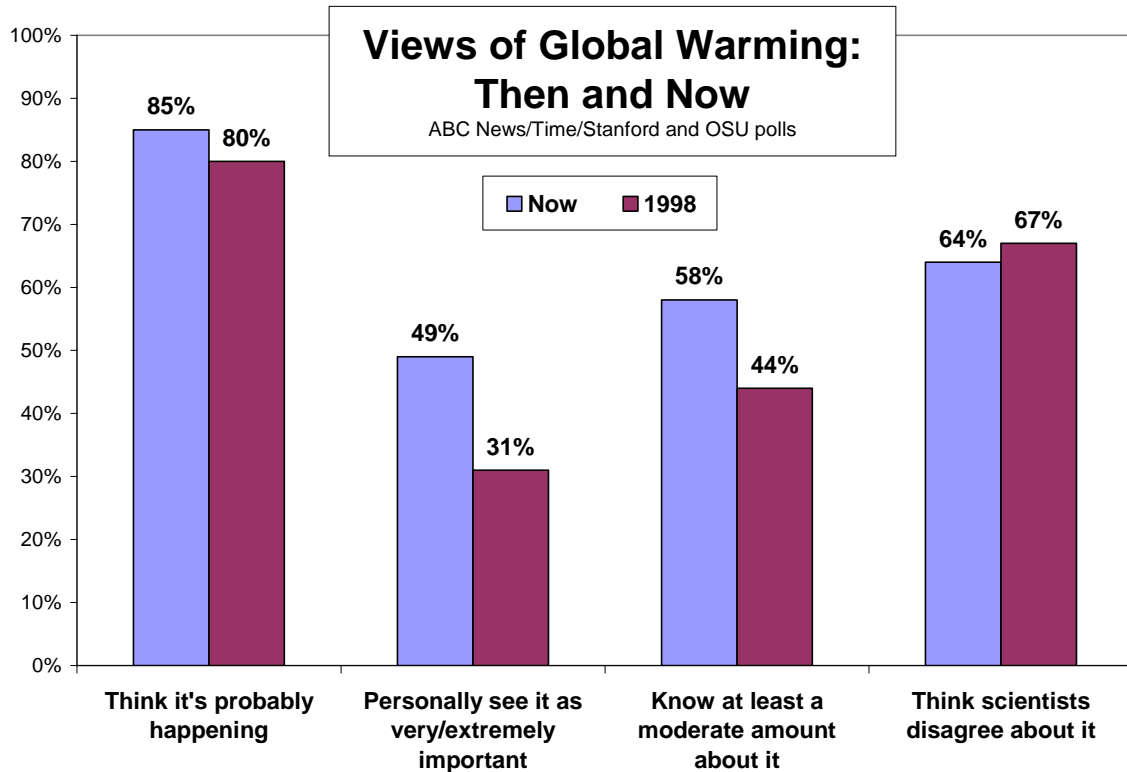 Views of Global Warming:
Then and Now
ABC News/Time/Stanford and OSU polls
Now
1998
100%
90%
80%
70%
60%
50%
40%
30%
20%
10%
0%
85%
80%
49%
31%
58%
44%
64%
67%
Think it's probably
happening
Personally see it as
very/extremely
important
Know at least a
moderate amount
about it
Think scientists
disagree about it